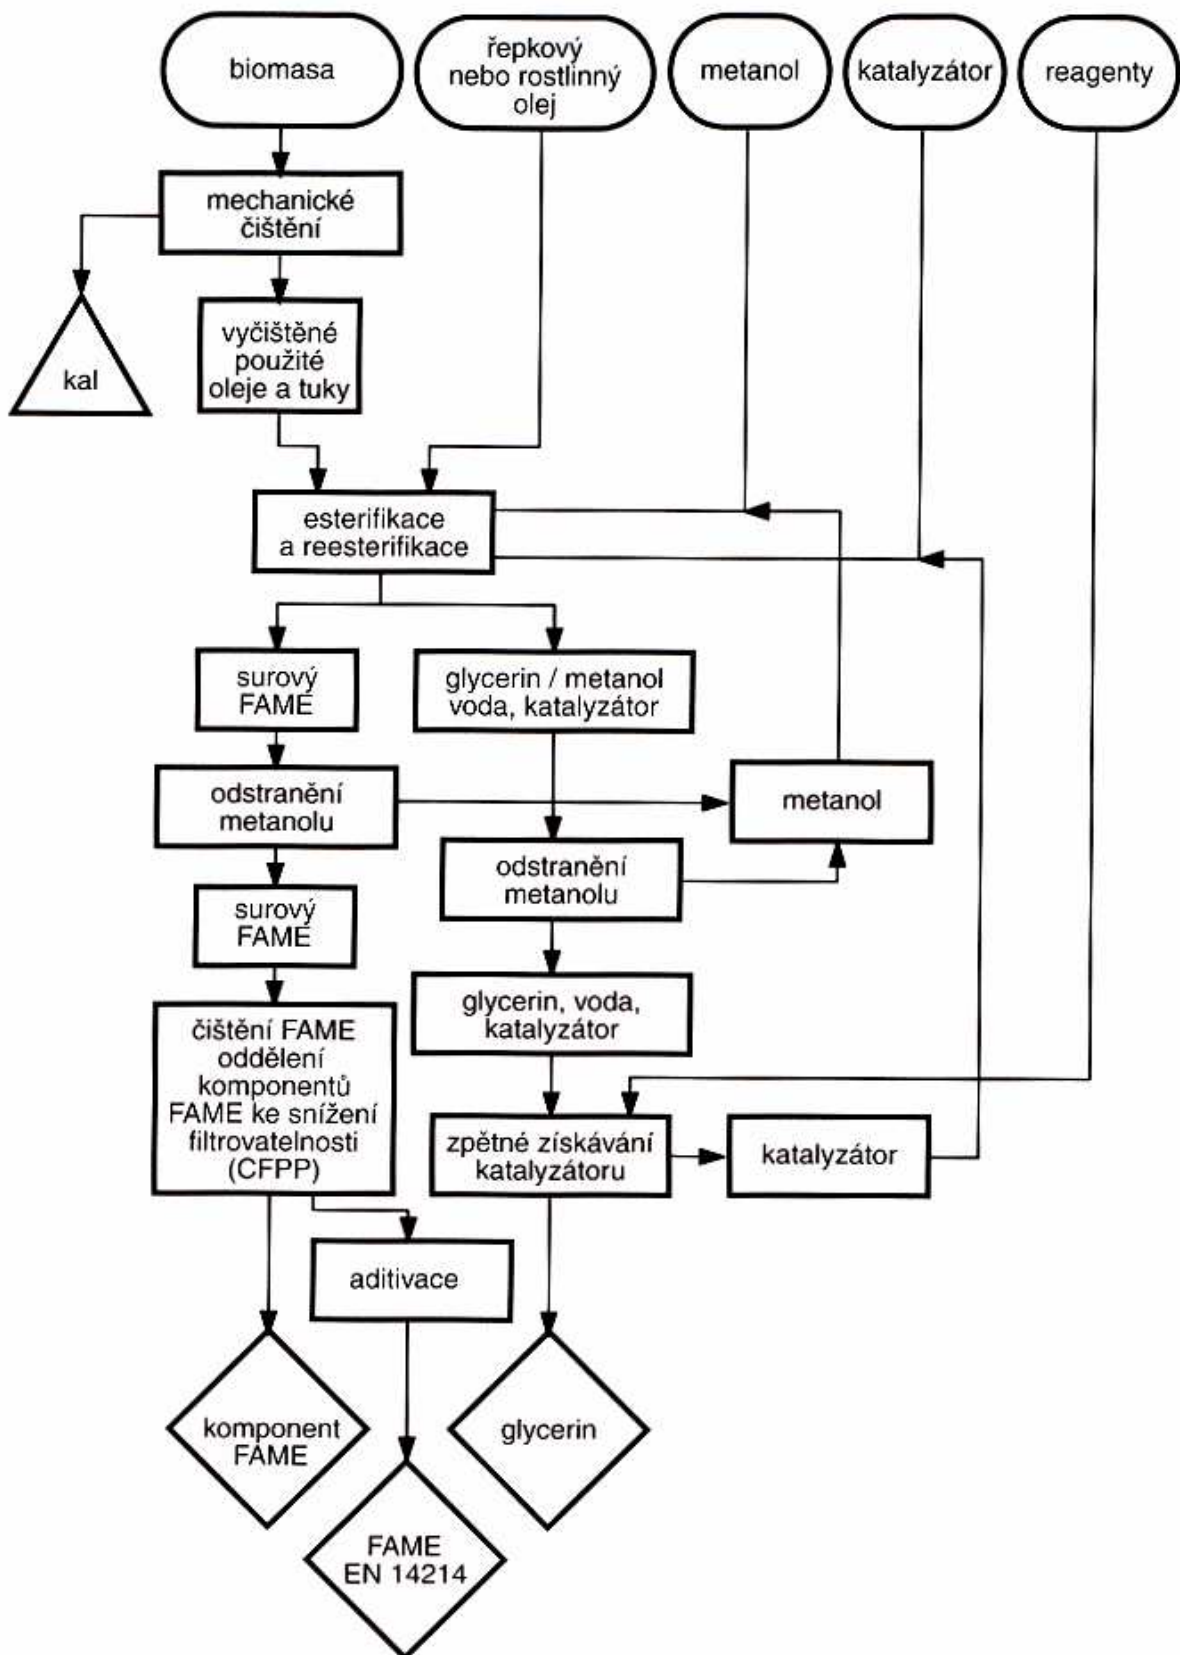 biomasa
řepkový
nebo rostlinný
olej
metanol
katalyzátor
reagenty
mechanické
čištění
kal
vyčištěné
použité
oleje a tuky
esterifikace
a reesterifikace
surový
FAME
glycerin / metanol
voda, katalyzátor
odstranění
metanolu
metanol
odstranění
metanolu
surový
FAME
glycerin, voda,
katalyzátor
čištění FAME
oddělení
komponentů
FAME ke snížení
filtrovatelnosti
(CFPP)
zpětné získávání
katalyzátoru
katalyzátor
aditivace
komponent
FAME
glycerin
FAME
EN 14214